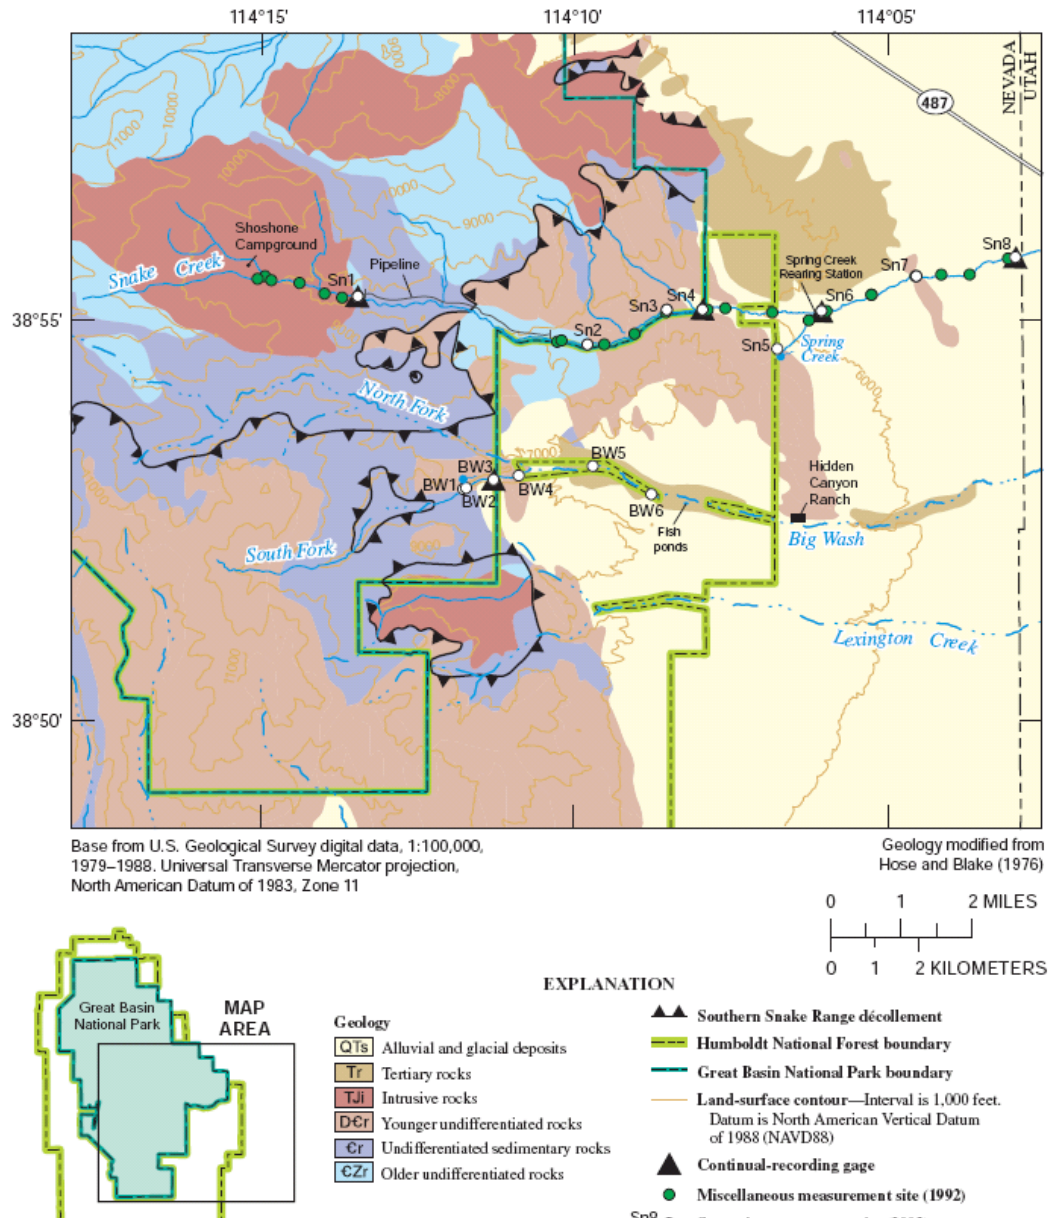 114°15' 114°10' 114°05'
NEVADA
UTAH
487
9000
8000
10000
11000
10000
10000
9000
Shoshone
Campground
Snake Creek
Sn1
Pipeline
Sn8
Sn7
Spring Creek
Rearing Station
Sn6
Sn3
Sn4
Sn2
38°55'
Sn5
Spring
Creek
6000
North Fork
7000
BW5
BW3
BW1
BW2
BW4
BW6
Hidden
Canyon
Ranch
Fish
ponds
Big Wash
South Fork
9000
10000
Lexington Creek
11000
38°50'
Base from U.S. Geological Survey digital data, 1:100,000,
1979–1988. Universal Transverse Mercator projection,
North American Datum of 1983, Zone 11
Geology modified from
Hose and Blake (1976)
0 1 2 MILES
0 1 2 KILOMETERS
EXPLANATION
Great Basin
National Park
MAP
AREA
Geology
QTs Alluvial and glacial deposits
Tr Tertiary rocks
TJi Intrusive rocks
D€r Younger undifferentiated rocks
€r Undifferentiated sedimentary rocks
€Zr Older undifferentiated rocks
Southern Snake Range décollement
Humboldt National Forest boundary
Great Basin National Park boundary
Land-surface contour—Interval is 1,000 feet.
Datum is North American Vertical Datum
of 1988 (NAVD88)
Continual-recording gage
Miscellaneous measurement site (1992)